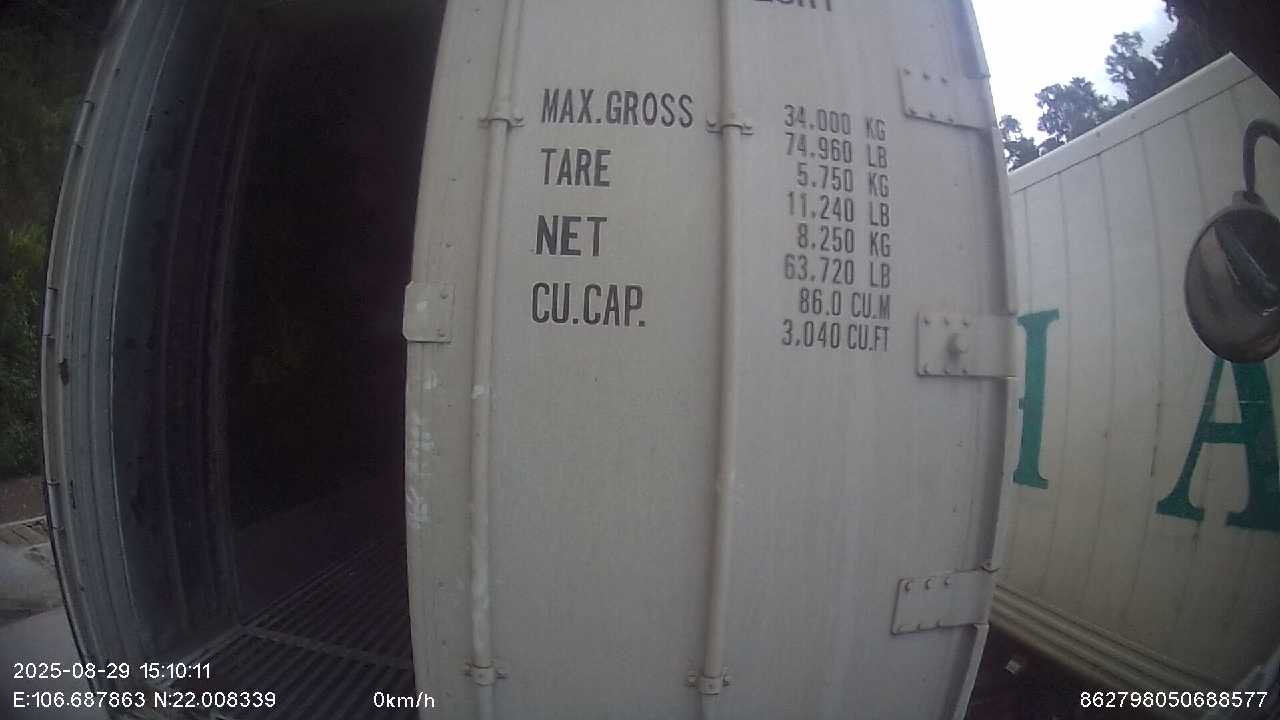 MAX.GROSS 34.000 KG
74.960 LB
TARE 5.750 KG
11.240 LB
NET 8.250 KG
63.720 LB
CU.CAP. 86.0 CU.M
3.040 CU.FT
I A
2025-08-29 15:10:11
E:106.687863 N:22.008339 0km/h 862798050688577